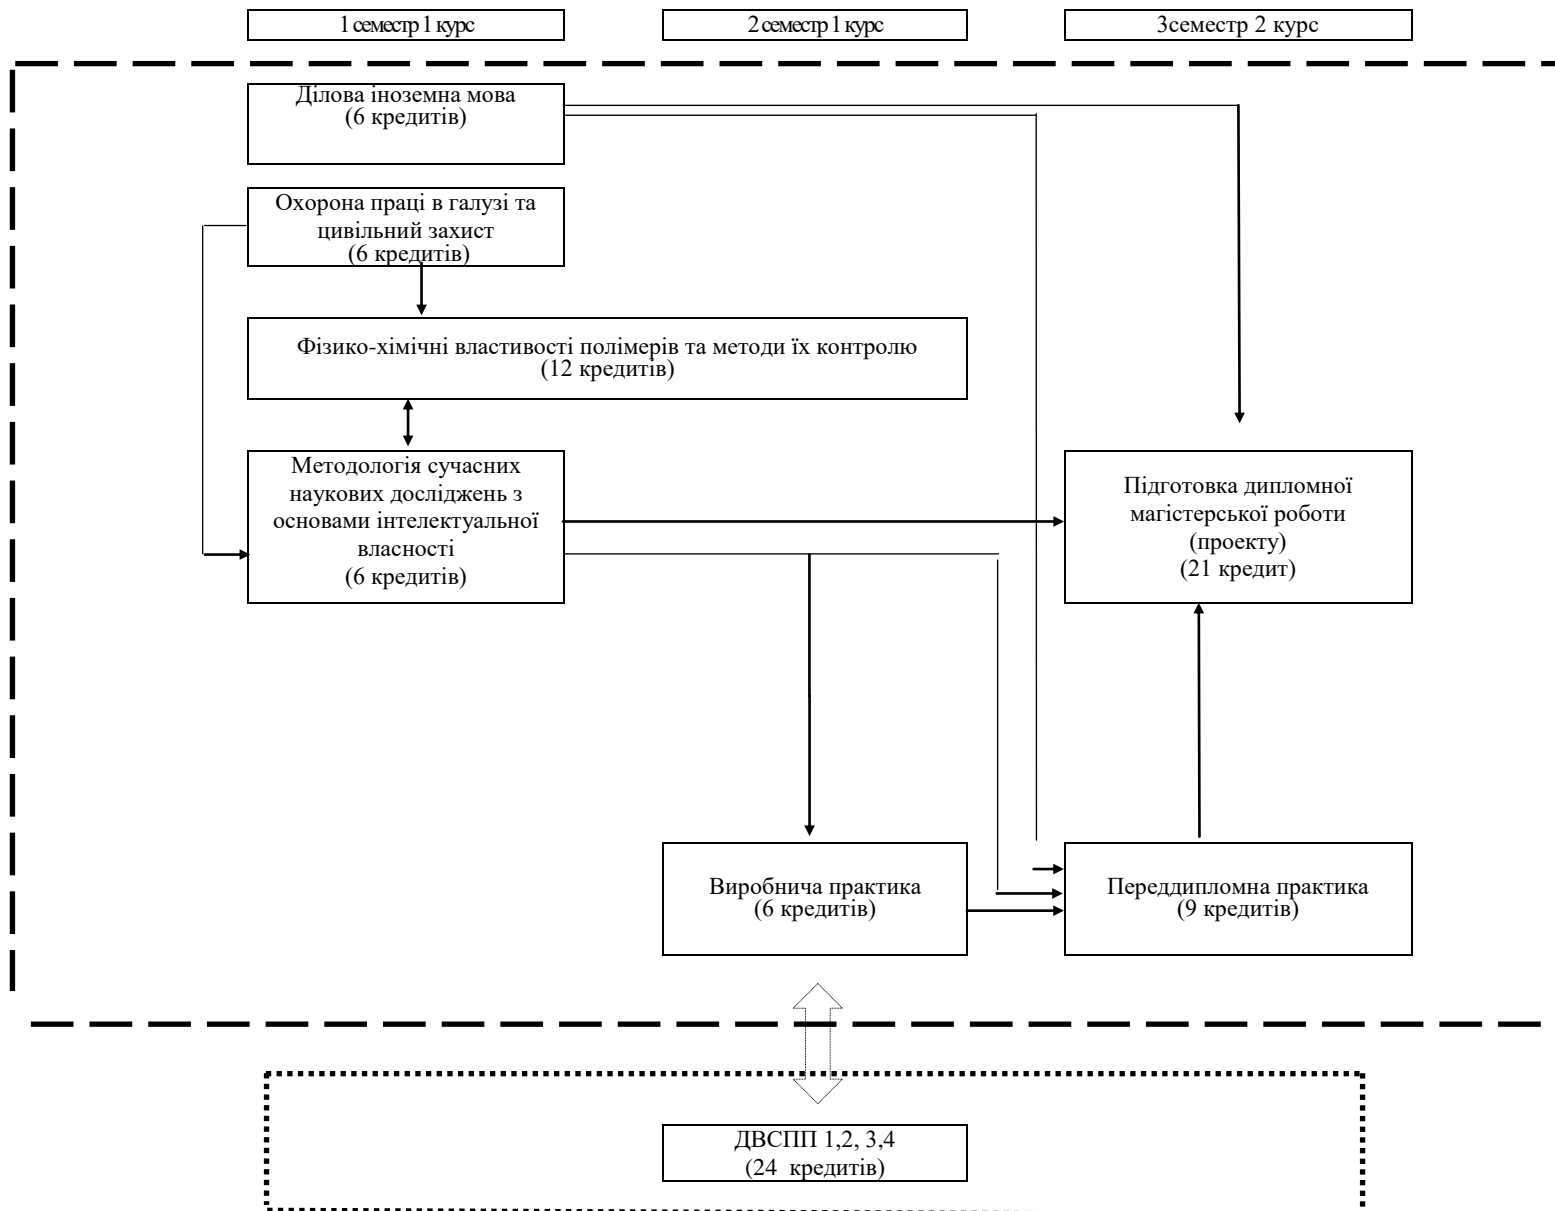 1 семестр 1 курс
2 семестр 1 курс
3семестр 2 курс
Ділова іноземна мова
(6 кредитів)
Охорона праці в галузі та
цивільний захист
(6 кредитів)
Фізико-хімічні властивості полімерів та методи їх контролю
(12 кредитів)
Методологія сучасних
наукових досліджень з
основами інтелектуальної
власності
(6 кредитів)
Підготовка дипломної
магістерської роботи
(проекту)
(21 кредит)
Виробнича практика
(6 кредитів)
Переддипломна практика
(9 кредитів)
ДВСПП 1,2, 3,4
(24 кредитів)